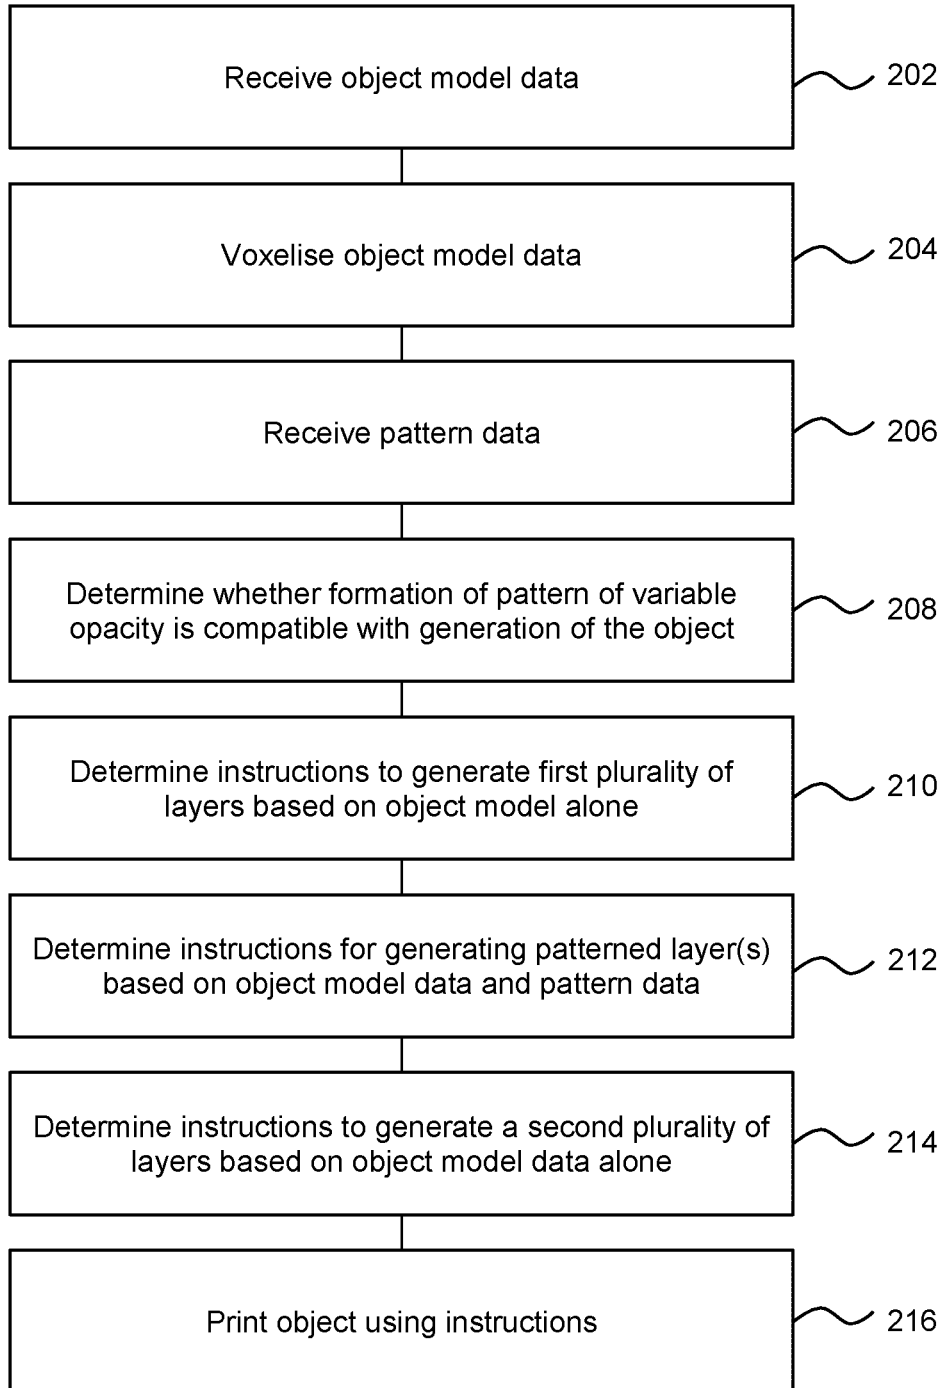 Receive object model data
202
Voxelise object model data
204
Receive pattern data
206
Determine whether formation of pattern of variable
opacity is compatible with generation of the object
208
Determine instructions to generate first plurality of
layers based on object model alone
210
Determine instructions for generating patterned layer(s)
based on object model data and pattern data
212
Determine instructions to generate a second plurality of
layers based on object model data alone
214
Print object using instructions
216